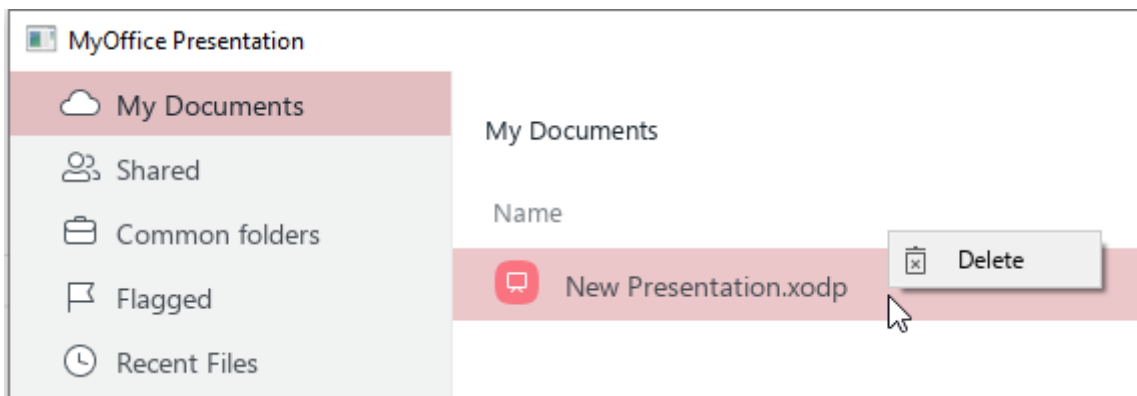 MyOffice Presentation
My Documents
Shared
Common folders
Flagged
Recent Files
My Documents
Name
New Presentation.xodp
Delete